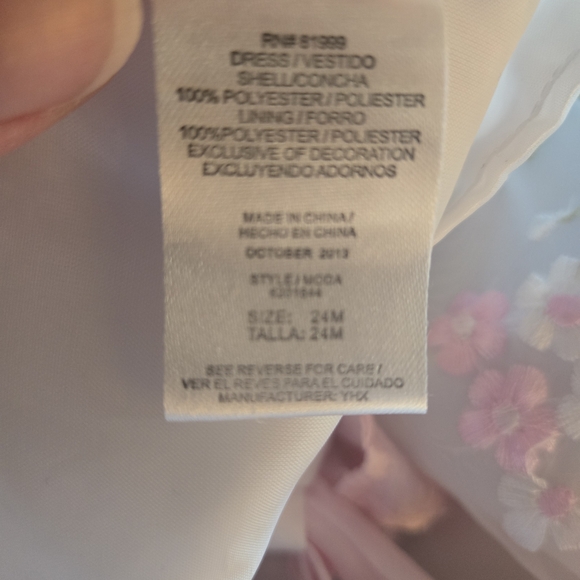 RN# 81999
DRESS / VESTIDO
SHELL/CONCHA
100% POLYESTER / POLIESTER
LINING / FORRO
100%POLYESTER / POLIESTER
EXCLUSIVE OF DECORATION
EXCLUYENDO ADORNOS
MADE IN CHINA /
HECHO EN CHINA
OCTOBER 2013
STYLE / MODA
SIZE: 24M
TALLA: 24M
SEE REVERSE FOR CARE /
VER EL REVES PARA EL CUIDADO
MANUFACTURER: YHX